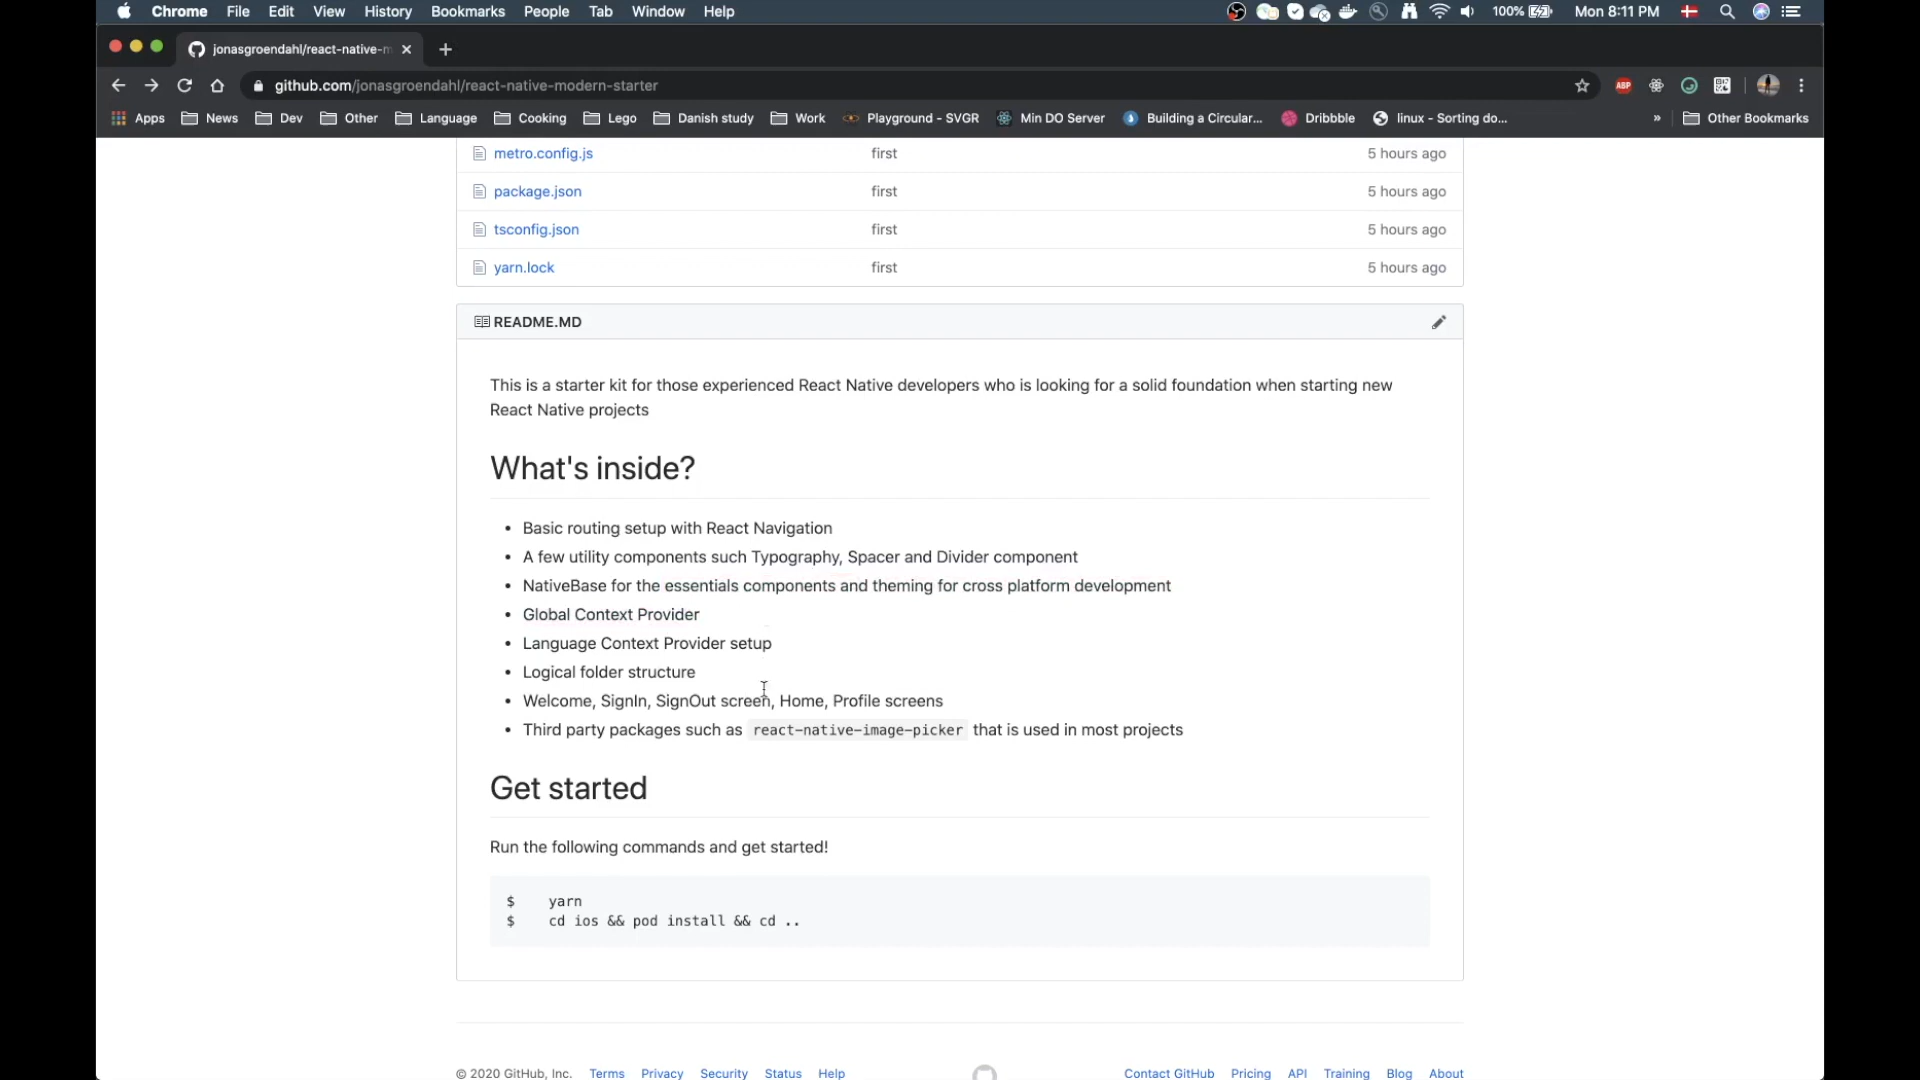 Chrome File Edit View History Bookmarks People Tab Window Help 100% Mon 8:11 PM
jonasgroendahl/react-native-m
github.com/jonasgroendahl/react-native-modern-starter ABP
Apps News Dev Other Language Cooking Lego Danish study Work Playground - SVGR Min DO Server Building a Circular... Dribbble linux - Sorting do... » Other Bookmarks
metro.config.js first 5 hours ago
package.json first 5 hours ago
tsconfig.json first 5 hours ago
yarn.lock first 5 hours ago
README.MD
This is a starter kit for those experienced React Native developers who is looking for a solid foundation when starting new
React Native projects
What's inside?
• Basic routing setup with React Navigation
• A few utility components such Typography, Spacer and Divider component
• NativeBase for the essentials components and theming for cross platform development
• Global Context Provider
• Language Context Provider setup
• Logical folder structure
• Welcome, SignIn, SignOut screen, Home, Profile screens
• Third party packages such as react-native-image-picker that is used in most projects
Get started
Run the following commands and get started!
$ yarn
$ cd ios && pod install && cd ..
© 2020 GitHub, Inc. Terms Privacy Security Status Help Contact GitHub Pricing API Training Blog About